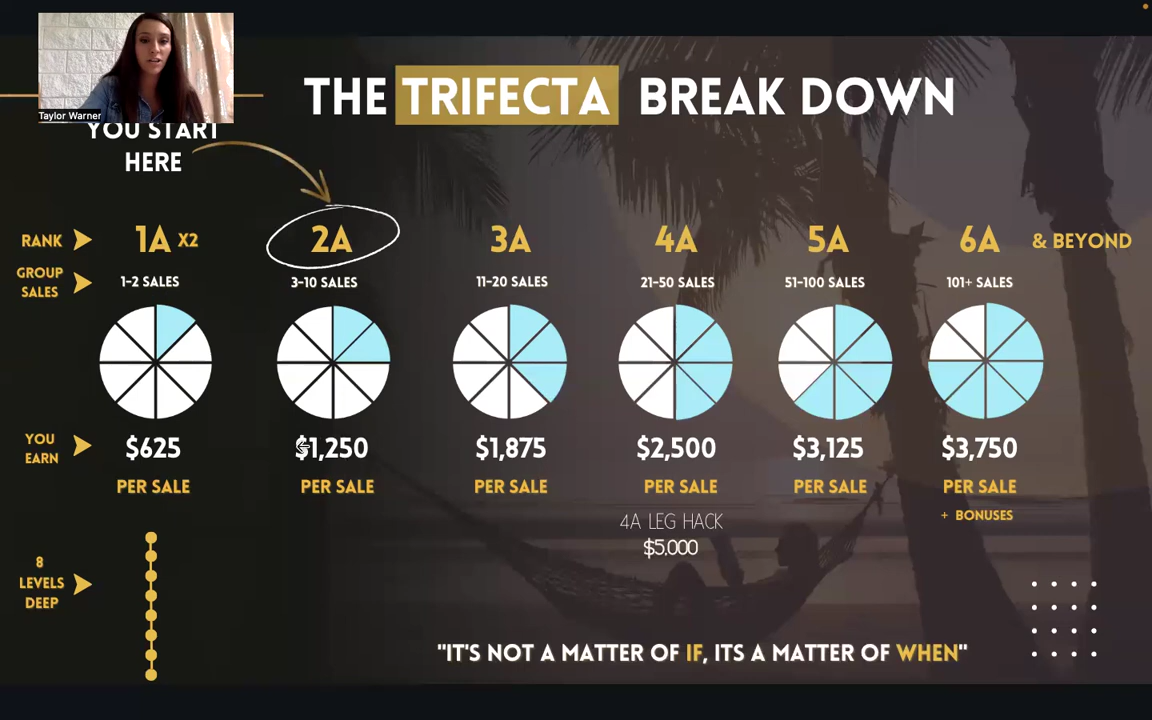 Taylor Warner
THE TRIFECTA BREAK DOWN
YOU START
HERE
RANK 1A X2 2A 3A 4A 5A 6A & BEYOND
GROUP
SALES
1-2 SALES 3-10 SALES 11-20 SALES 21-50 SALES 51-100 SALES 101+ SALES
YOU
EARN
$625 $1,250 $1,875 $2,500 $3,125 $3,750
PER SALE PER SALE PER SALE PER SALE PER SALE PER SALE
+ BONUSES
4A LEG HACK
$5,000
8
LEVELS
DEEP
"IT'S NOT A MATTER OF IF, ITS A MATTER OF WHEN"